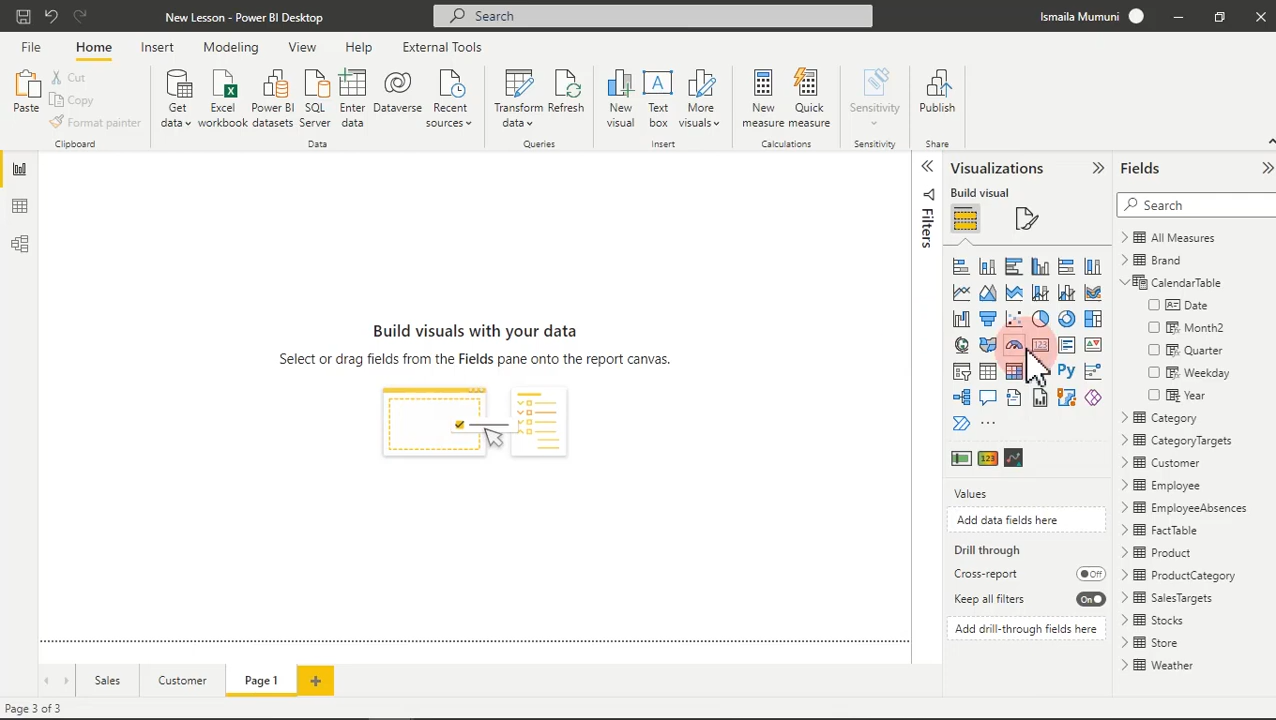 New Lesson - Power BI Desktop
Search
Ismaila Mumuni
File
Home
Insert
Modeling
View
Help
External Tools
Paste
Cut
Copy
Format painter
Clipboard
Get data
Excel workbook
Power BI datasets
SQL Server
Enter data
Dataverse
Recent sources
Data
Transform data
Refresh
Queries
New visual
Text box
More visuals
Insert
New measure
Quick measure
Calculations
Sensitivity
Sensitivity
Publish
Share
Build visuals with your data
Select or drag fields from the Fields pane onto the report canvas.
Filters
Visualizations
Build visual
123
Py
123
Values
Add data fields here
Drill through
Cross-report
Off
Keep all filters
On
Add drill-through fields here
Fields
Search
All Measures
Brand
CalendarTable
Date
Month2
Quarter
Weekday
Year
Category
CategoryTargets
Customer
Employee
EmployeeAbsences
FactTable
Product
ProductCategory
SalesTargets
Stocks
Store
Weather
Sales
Customer
Page 1
Page 3 of 3